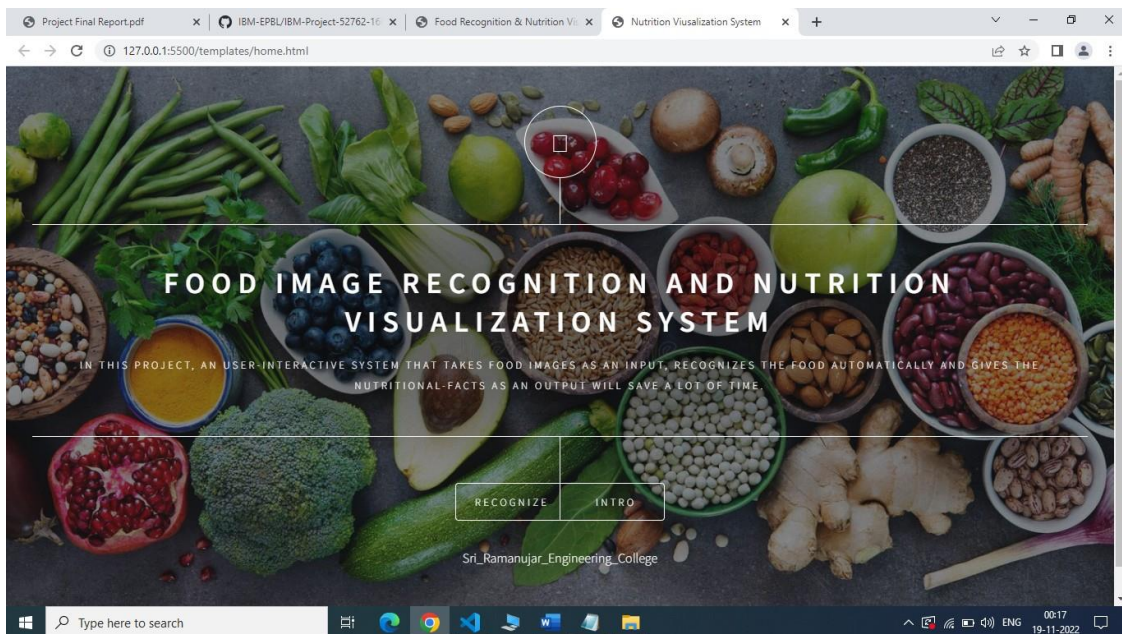 Project Final Report.pdf
IBM-EPBL/IBM-Project-52762-16
Food Recognition & Nutrition Vi
Nutrition Viusalization System
127.0.0.1:5500/templates/home.html
FOOD IMAGE RECOGNITION AND NUTRITION
VISUALIZATION SYSTEM
IN THIS PROJECT, AN USER-INTERACTIVE SYSTEM THAT TAKES FOOD IMAGES AS AN INPUT, RECOGNIZES THE FOOD AUTOMATICALLY AND GIVES THE
NUTRITIONAL-FACTS AS AN OUTPUT WILL SAVE A LOT OF TIME.
RECOGNIZE INTRO
Sri_Ramanujar_Engineering_College
Type here to search
ENG
00:17
19-11-2022